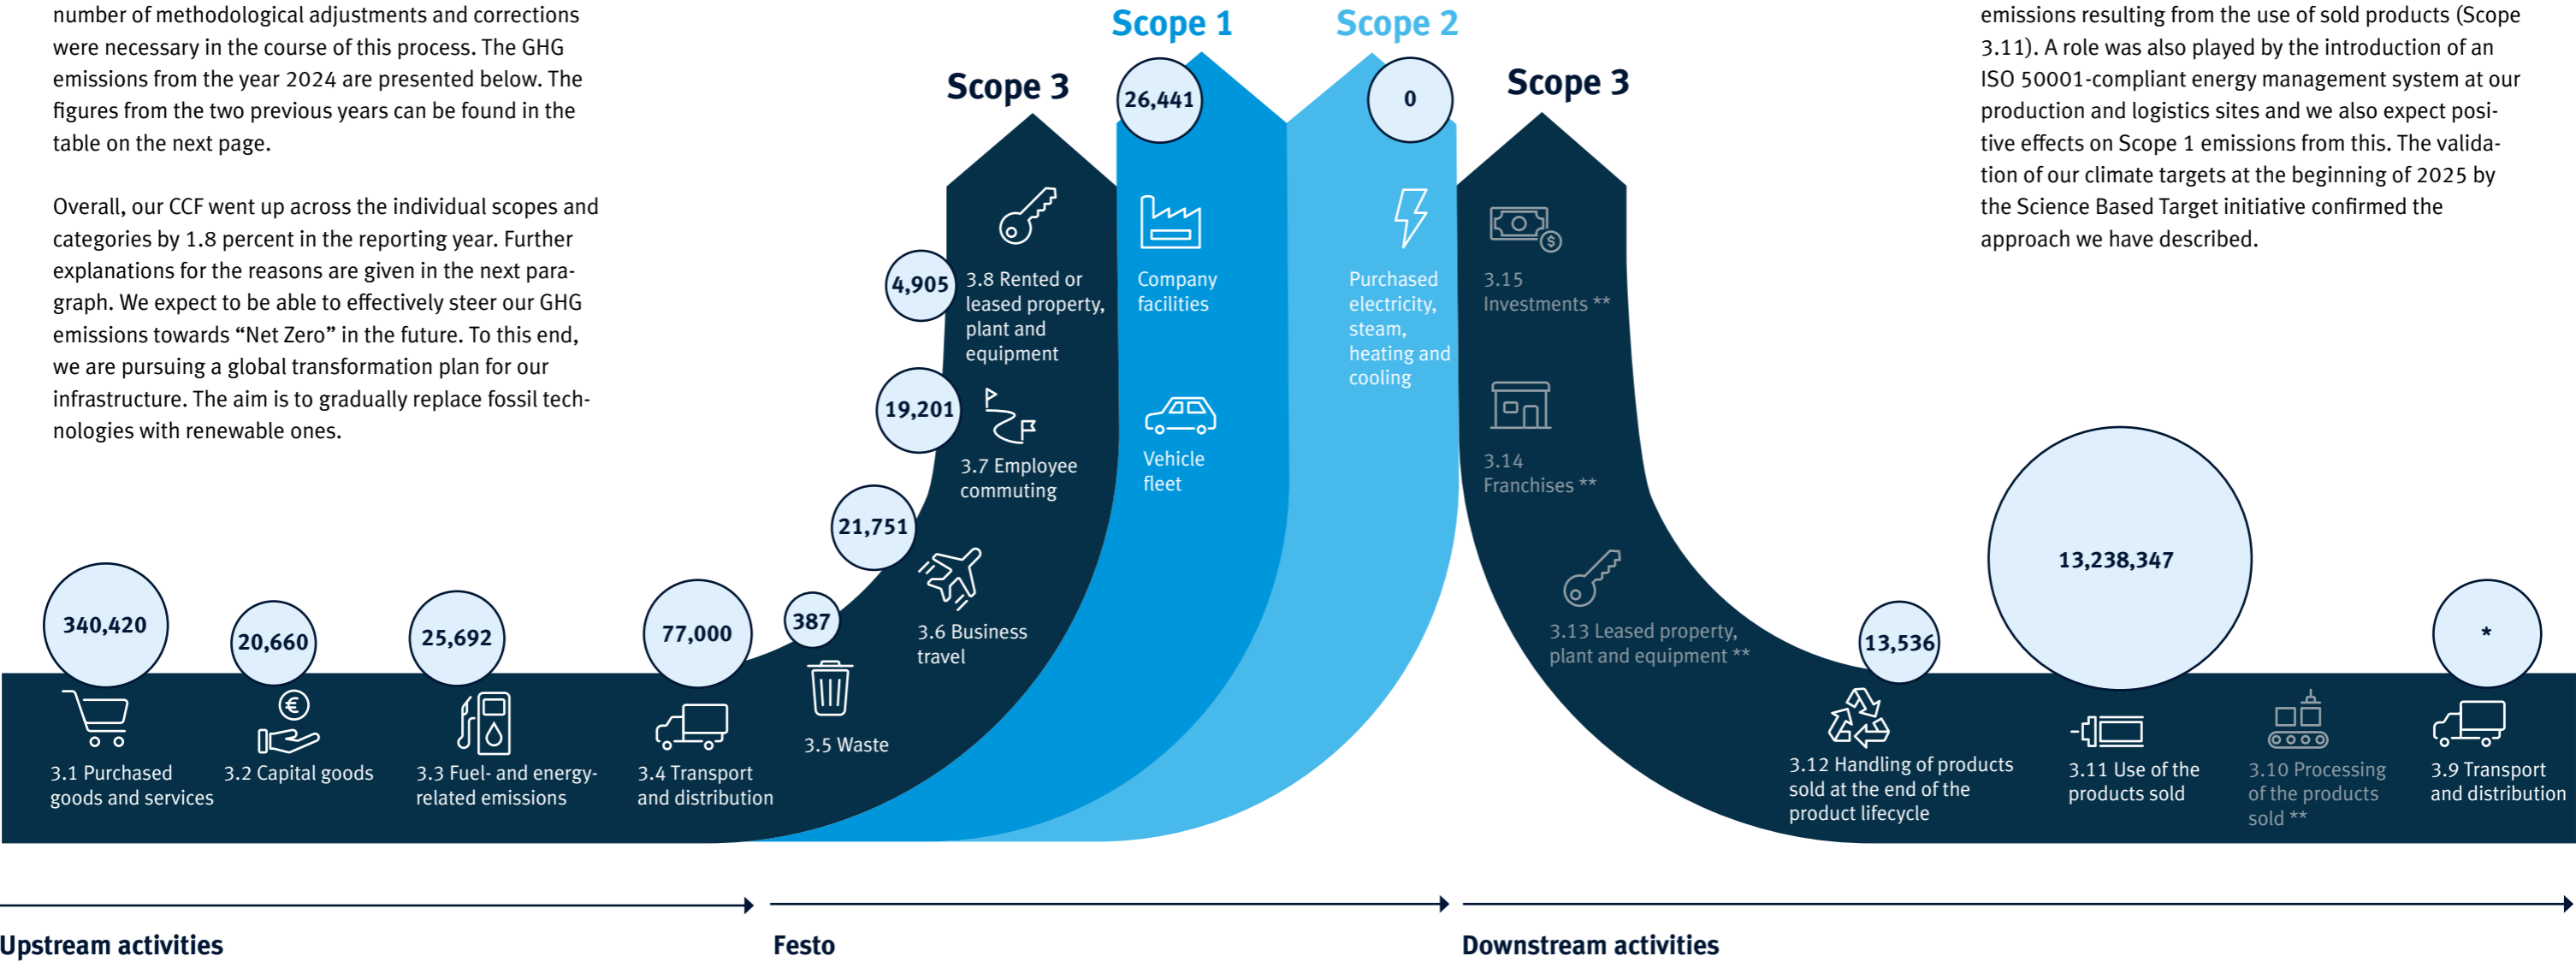 number of methodological adjustments and corrections
were necessary in the course of this process. The GHG
emissions from the year 2024 are presented below. The
figures from the two previous years can be found in the
table on the next page.
Overall, our CCF went up across the individual scopes and
categories by 1.8 percent in the reporting year. Further
explanations for the reasons are given in the next para-
graph. We expect to be able to effectively steer our GHG
emissions towards “Net Zero” in the future. To this end,
we are pursuing a global transformation plan for our
infrastructure. The aim is to gradually replace fossil tech-
nologies with renewable ones.
emissions resulting from the use of sold products (Scope
3.11). A role was also played by the introduction of an
ISO 50001-compliant energy management system at our
production and logistics sites and we also expect posi-
tive effects on Scope 1 emissions from this. The valida-
tion of our climate targets at the beginning of 2025 by
the Science Based Target initiative confirmed the
approach we have described.
340,420
3.1 Purchased
goods and services
20,660
€
3.2 Capital goods
25,692
3.3 Fuel- and energy-
related emissions
77,000
3.4 Transport
and distribution
387
3.5 Waste
21,751
3.6 Business
travel
19,201
3.7 Employee
commuting
4,905
3.8 Rented or
leased property,
plant and
equipment
Scope 3
Scope 1
26,441
Company
facilities
Vehicle
fleet
Scope 2
0
Purchased
electricity,
steam,
heating and
cooling
Scope 3
$
3.15
Investments **
3.14
Franchises **
3.13 Leased property,
plant and equipment **
13,536
3.12 Handling of products
sold at the end of the
product lifecycle
13,238,347
3.11 Use of the
products sold
3.10 Processing
of the products
sold **
*
3.9 Transport
and distribution
Upstream activities
Festo
Downstream activities